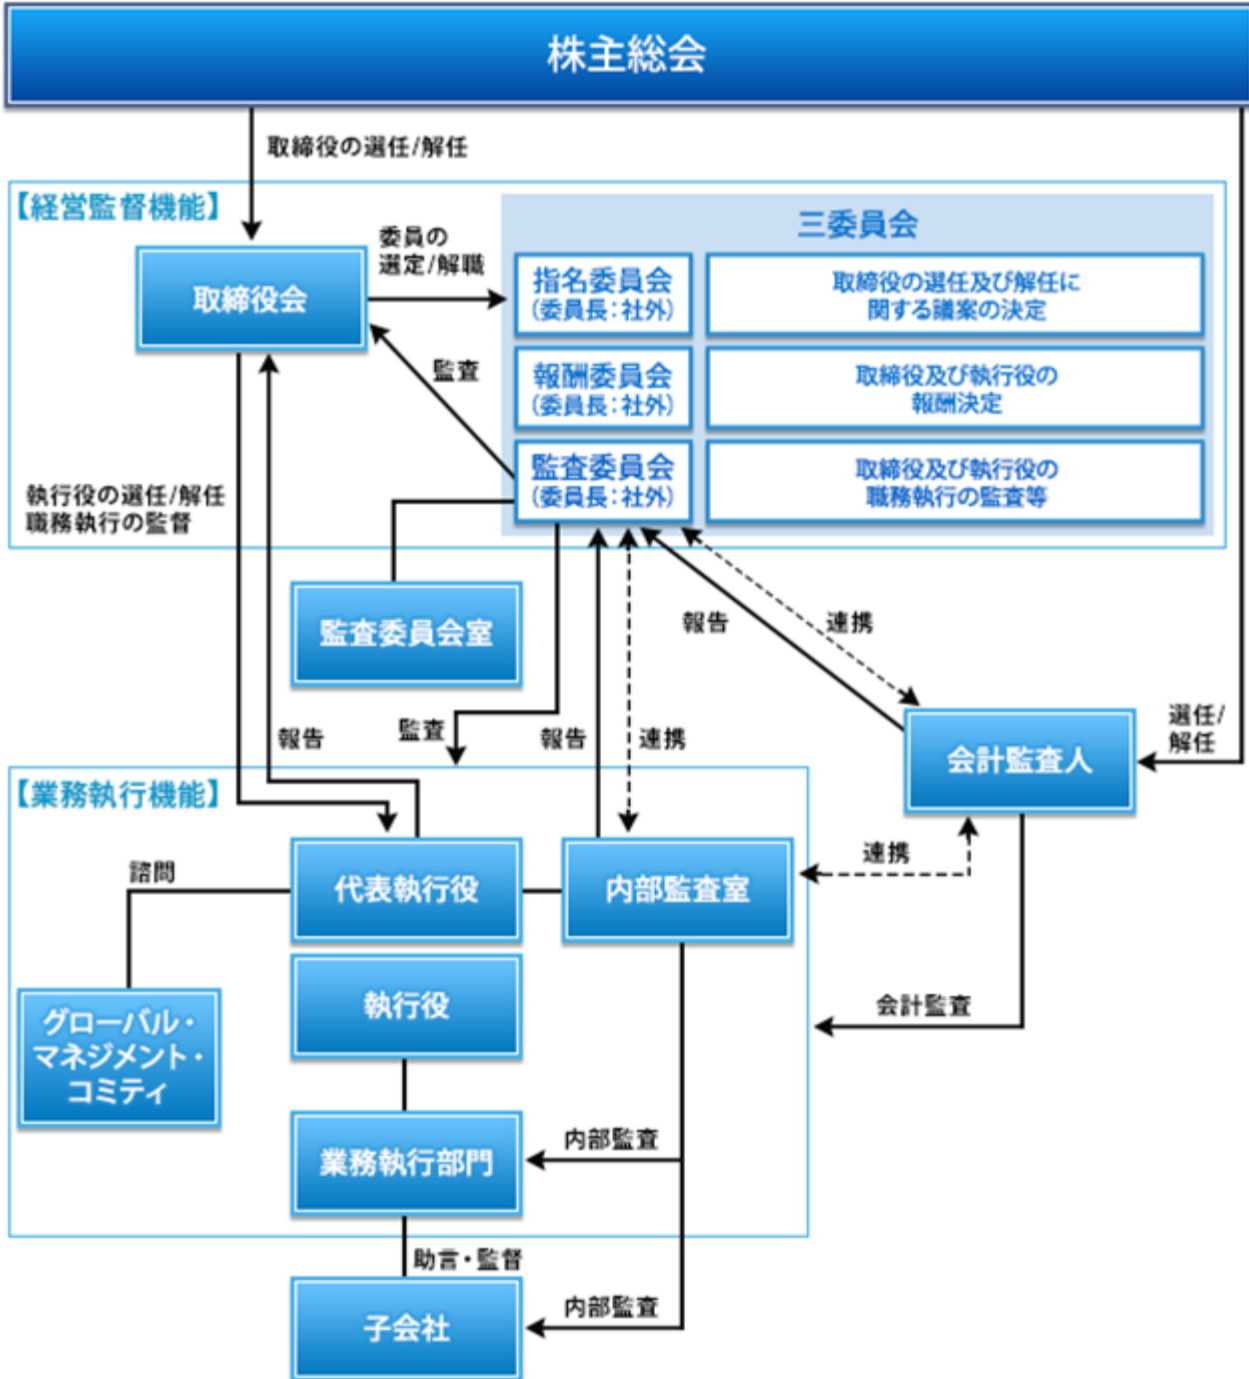 株主総会
取締役の選任/解任
【経営監督機能】
三委員会
委員の
選定/解職
取締役会
指名委員会
(委員長:社外)
取締役の選任及び解任に
関する議案の決定
監査
報酬委員会
(委員長:社外)
取締役及び執行役の
報酬決定
監査委員会
(委員長:社外)
取締役及び執行役の
職務執行の監査等
執行役の選任/解任
職務執行の監督
監査委員会室
報告
連携
報告
監査
報告
連携
選任/
解任
会計監査人
【業務執行機能】
諮問
代表執行役
内部監査室
連携
執行役
会計監査
グローバル・
マネジメント・
コミティ
業務執行部門
内部監査
助言・監督
子会社
内部監査